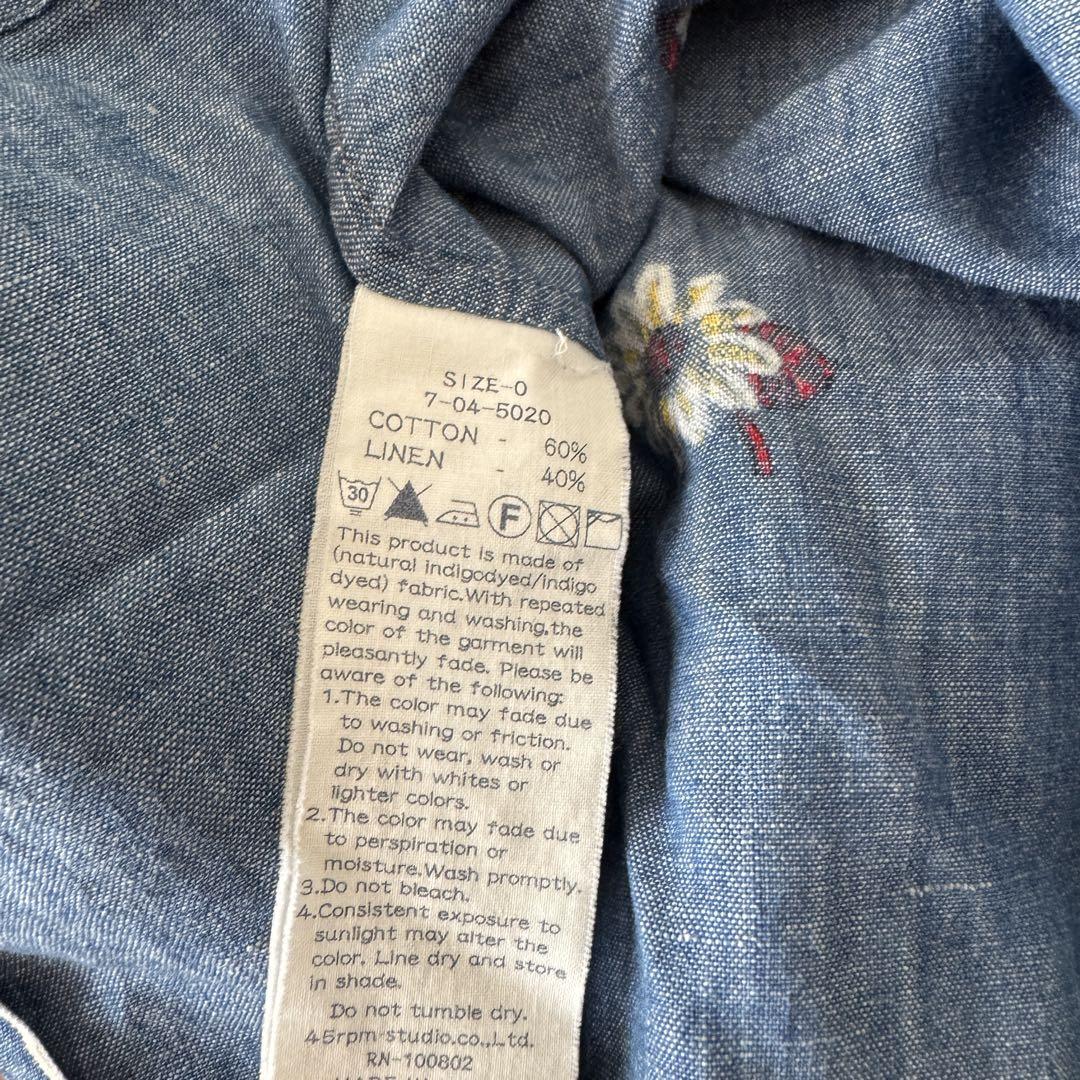 SIZE-0
7-04-5020
COTTON - 60%
LINEN - 40%
30 F
This product is made of
(natural indigodyed/indigo
dyed) fabric.With repeated
wearing and washing,the
color of the garment will
pleasantly fade. Please be
aware of the following:
1.The color may fade due
to washing or friction.
Do not wear, wash or
dry with whites or
lighter colors.
2.The color may fade due
to perspiration or
moisture.Wash promptly.
3.Do not bleach.
4.Consistent exposure to
sunlight may alter the
color. Line dry and store
in shade.
Do not tumble dry.
45rpm studio.co.,Ltd.
RN-100802